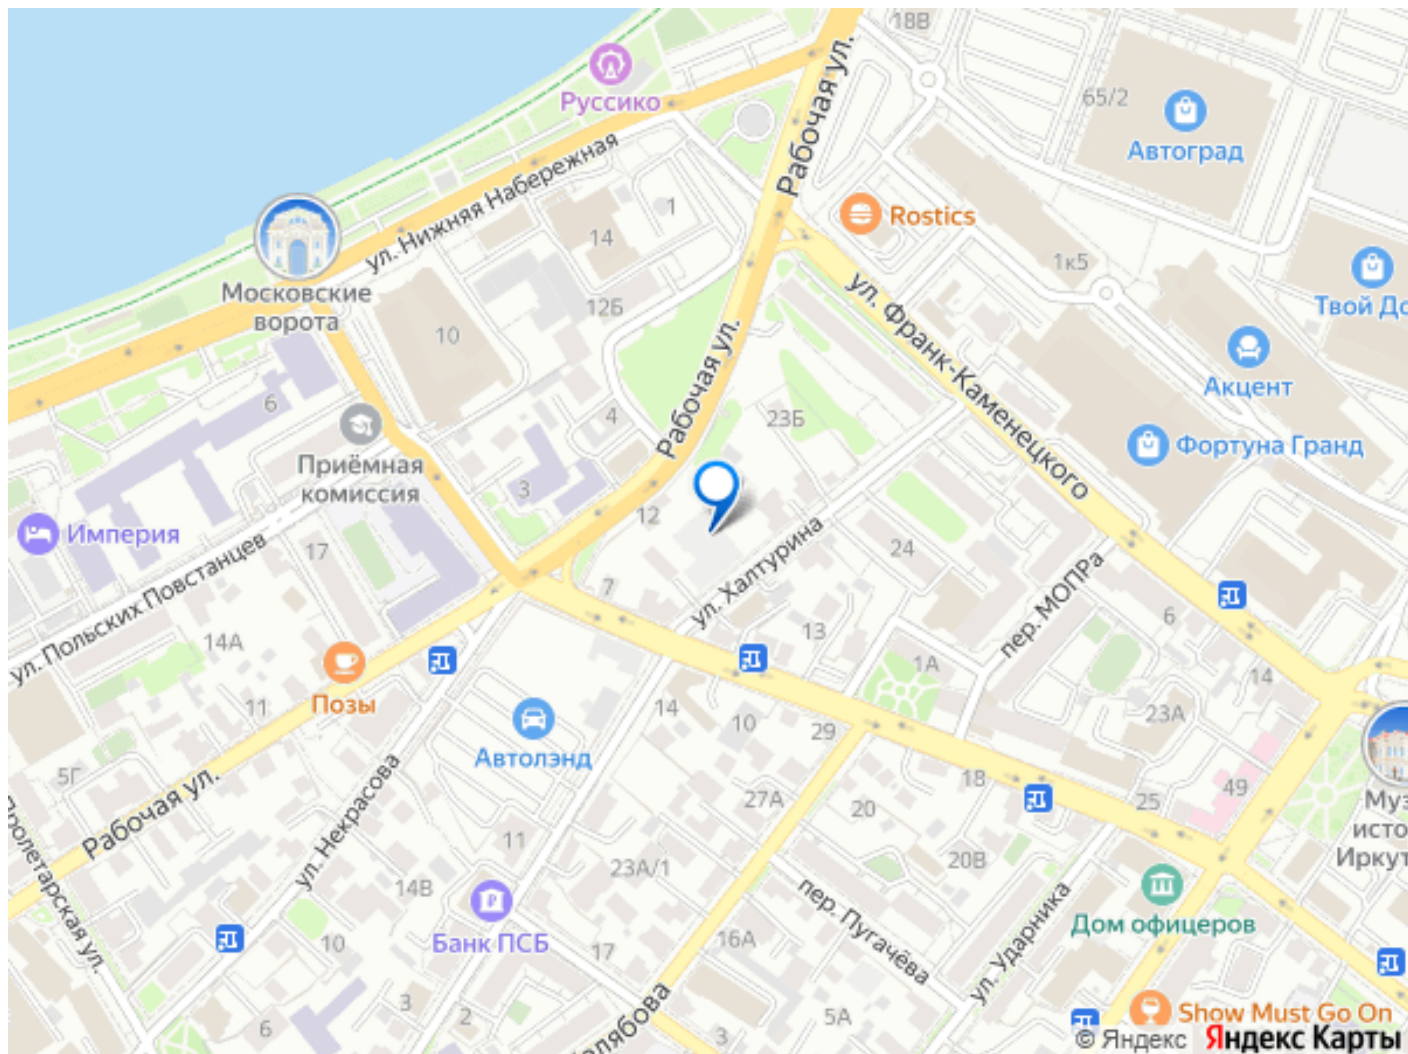 18В
Рабочая ул.
Руссико
65/2
Автоград
ул. Нижняя Набережная
1
Rostics
14
1к5
Московские
ворота
12Б
ул. Франк-Каменецкого
Твой До
10
Рабочая ул.
Акцент
6
4
23Б
Приёмная
комиссия
Фортуна Гранд
3
12
Империя
17
ул. Польских Повстанцев
24
ул. Халтурина
пер. МОПРа
7
6
14А
13
1А
14
Позы
11
14
10
29
23А
Автолэнд
5Г
Рабочая ул.
ул. Некрасова
18
49
27А
20
25
Муз
исто
Иркут
11
Пролетарская ул.
23А/1
20В
14В
Дом офицеров
пер. Пугачёва
ул. Ударника
Банк ПСБ
10
17
16А
3
2
6
елябова
3
5А
Show Must Go On
© Яндекс Яндекс Карты